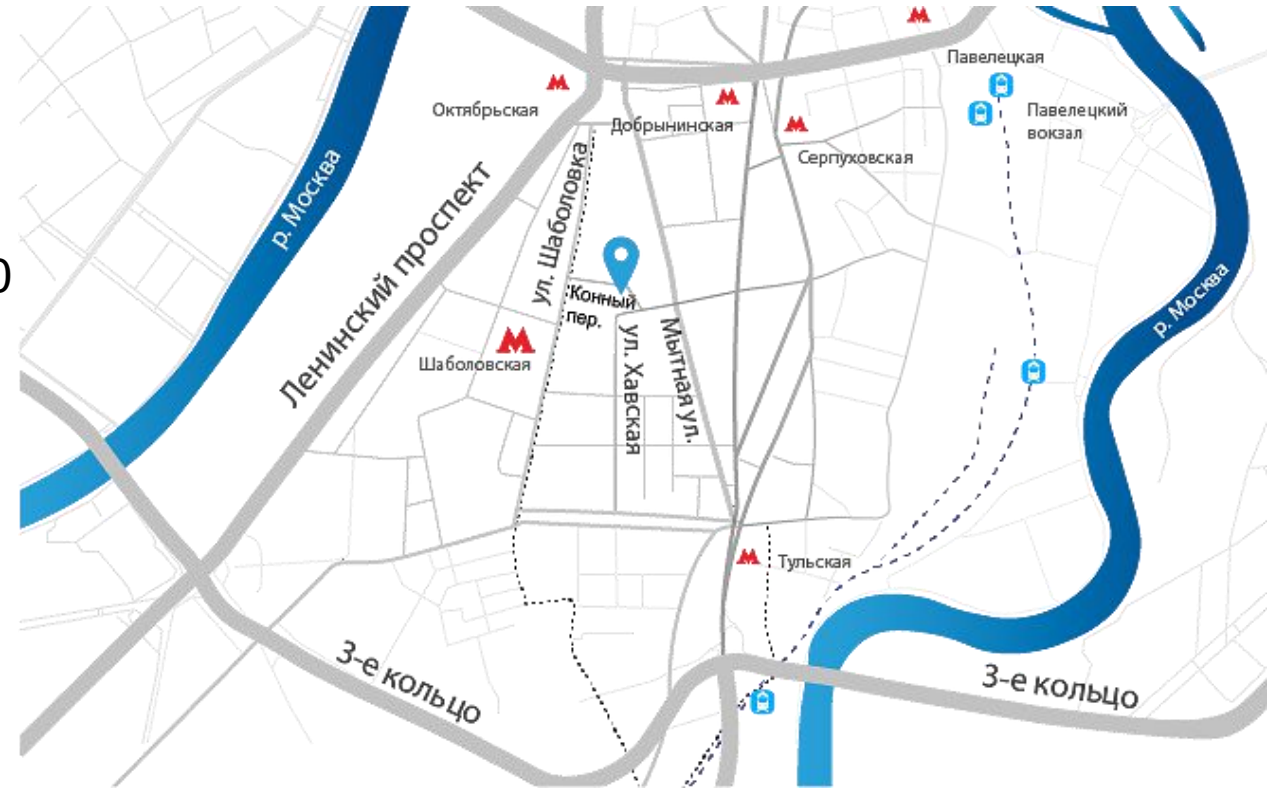 Павелецкая
Октябрьская
Добрынинская
Павелецкий
вокзал
Серпуховская
р. Москва
Ленинский проспект
ул. Шаболовка
0
Конный
пер.
р. Москва
Шаболовская
ул. Хавская
Мытная ул.
Тульская
3-е кольцо
3-е кольцо